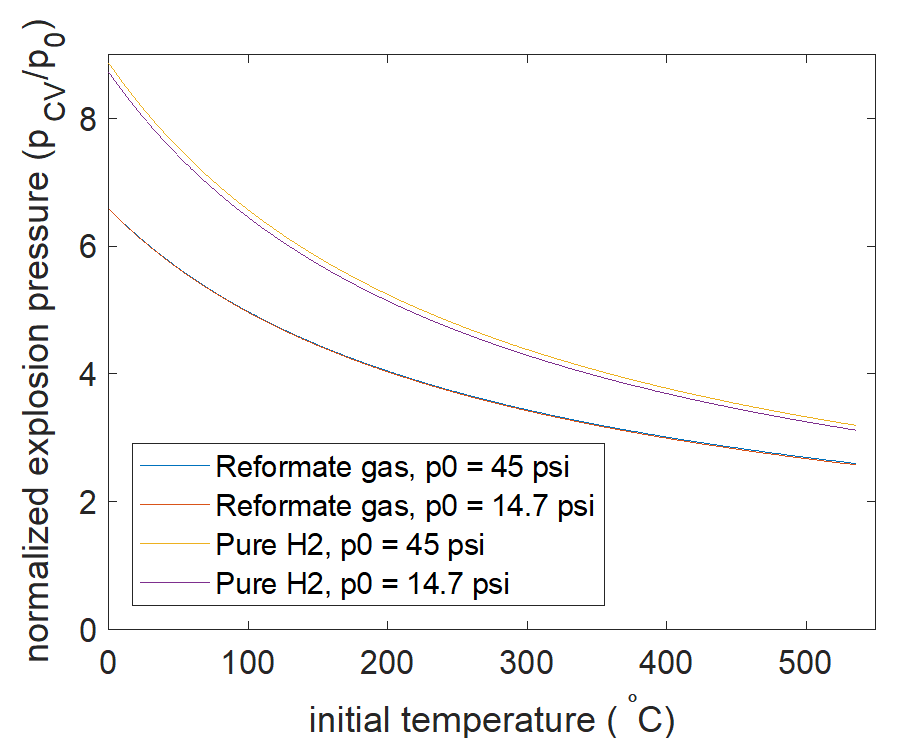 normalized explosion pressure (p CV/p0)
8
6
4
2
0
Reformate gas, p0 = 45 psi
Reformate gas, p0 = 14.7 psi
Pure H2, p0 = 45 psi
Pure H2, p0 = 14.7 psi
0 100 200 300 400 500
initial temperature ( °C)